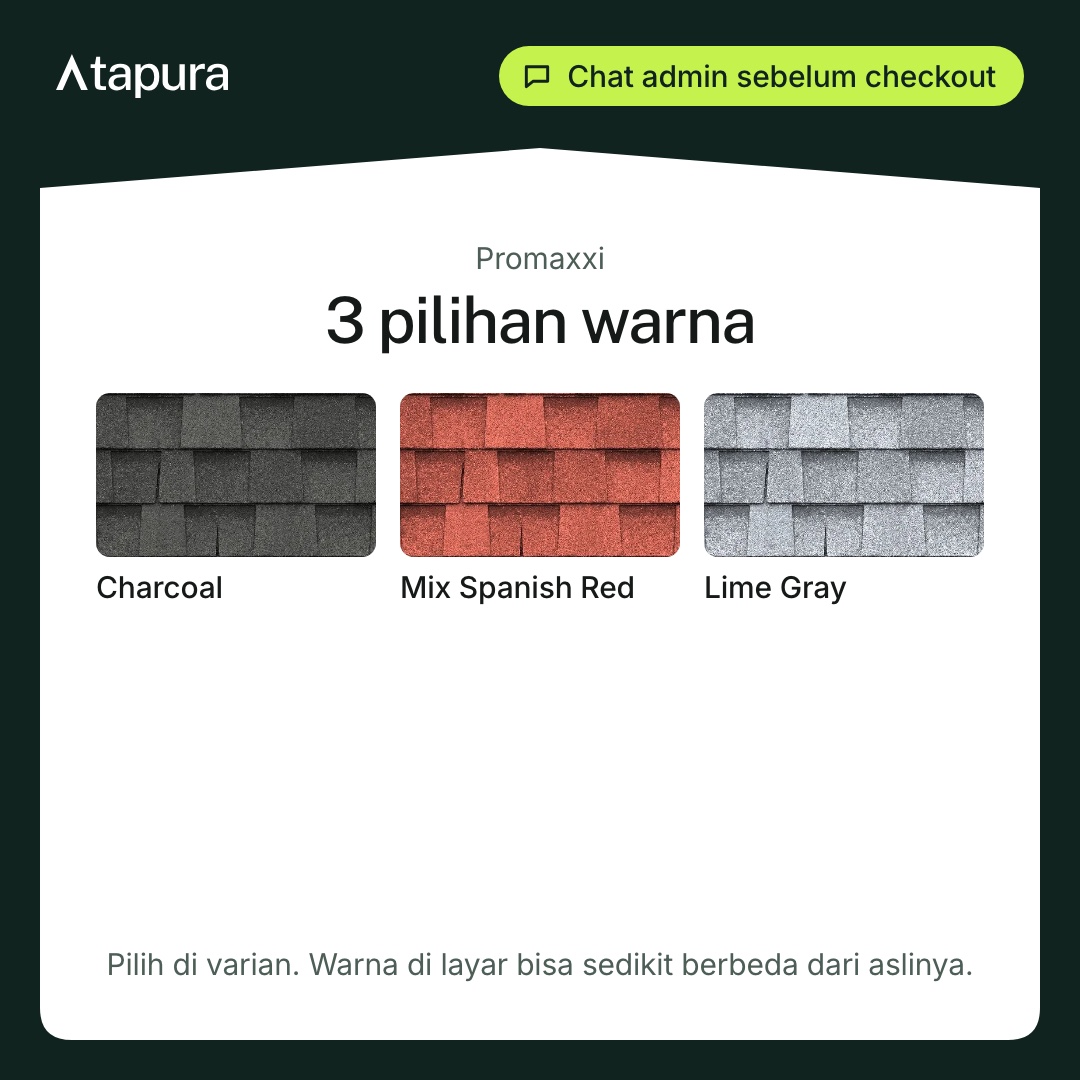 Atapura
Chat admin sebelum checkout
Promaxxi
3 pilihan warna
Charcoal
Mix Spanish Red
Lime Gray
Pilih di varian. Warna di layar bisa sedikit berbeda dari aslinya.